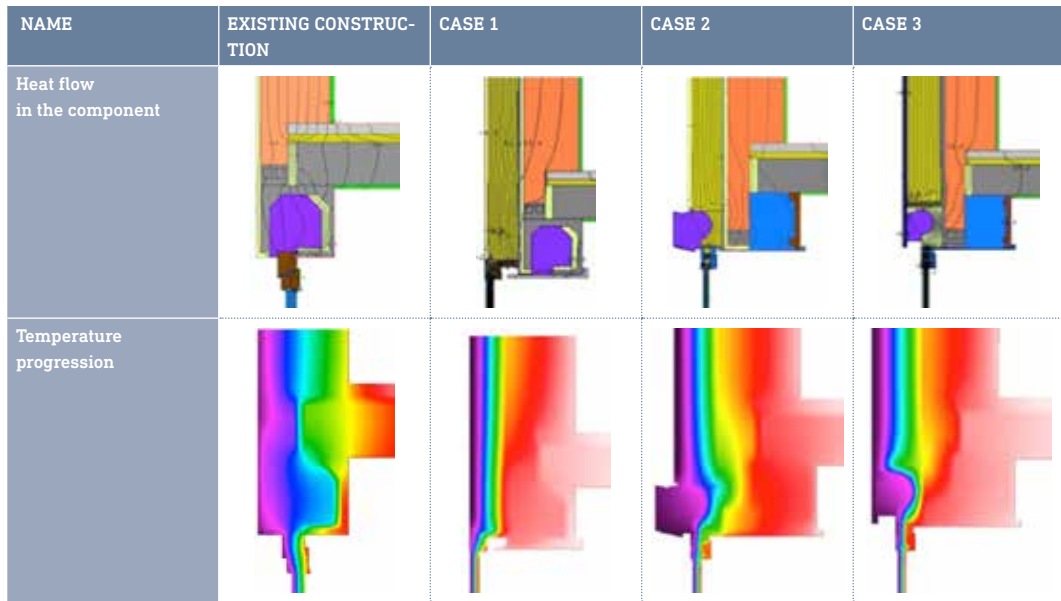 NAME
EXISTING CONSTRUC-
TION
CASE 1
CASE 2
CASE 3
Heat flow
in the component
Temperature
progression